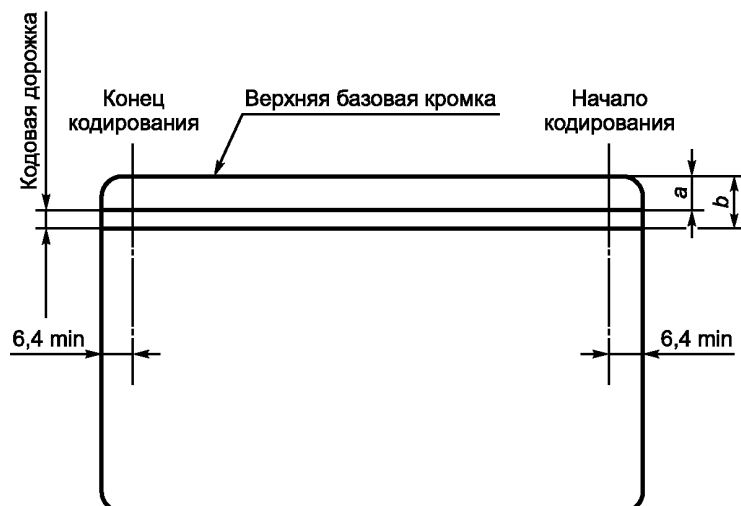 Кодовая дорожка
Конец
кодирования
Верхняя базовая кромка
Начало
кодирования
a
b
6,4 min
6,4 min